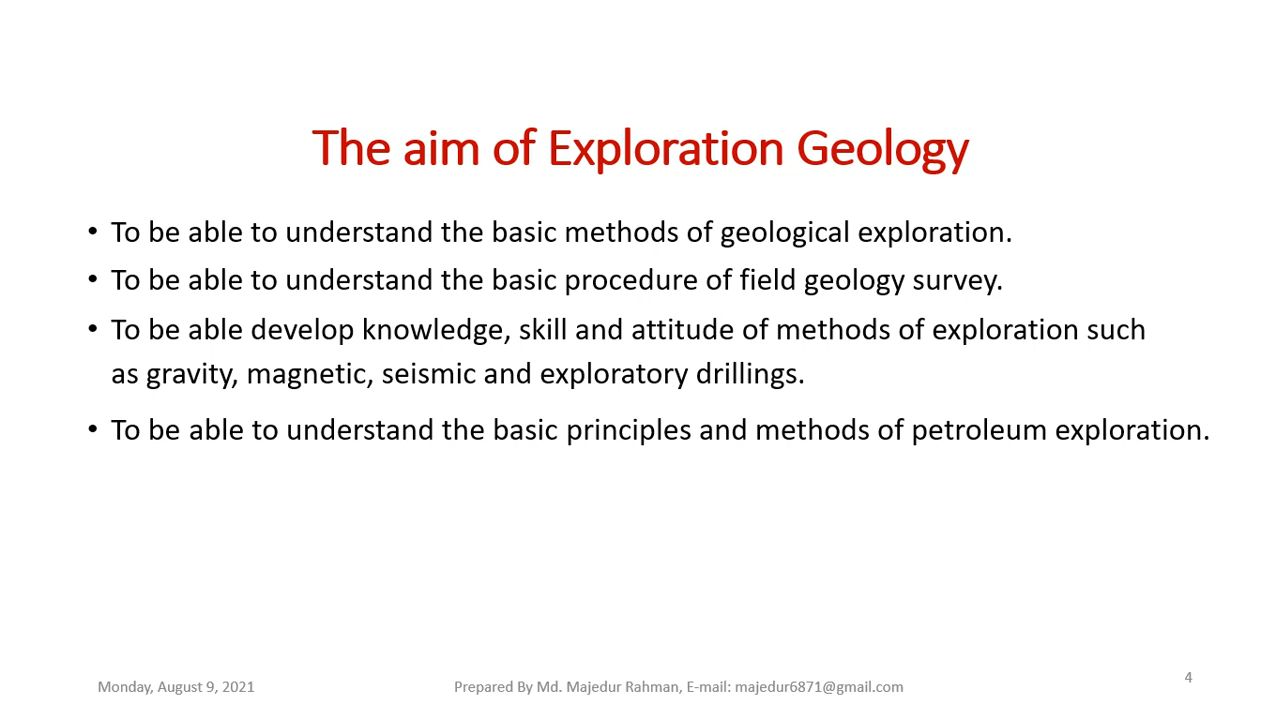 The aim of Exploration Geology
• To be able to understand the basic methods of geological exploration.
• To be able to understand the basic procedure of field geology survey.
• To be able develop knowledge, skill and attitude of methods of exploration such
as gravity, magnetic, seismic and exploratory drillings.
• To be able to understand the basic principles and methods of petroleum exploration.
Monday, August 9, 2021
Prepared By Md. Majedur Rahman, E-mail: majedur6871@gmail.com
4